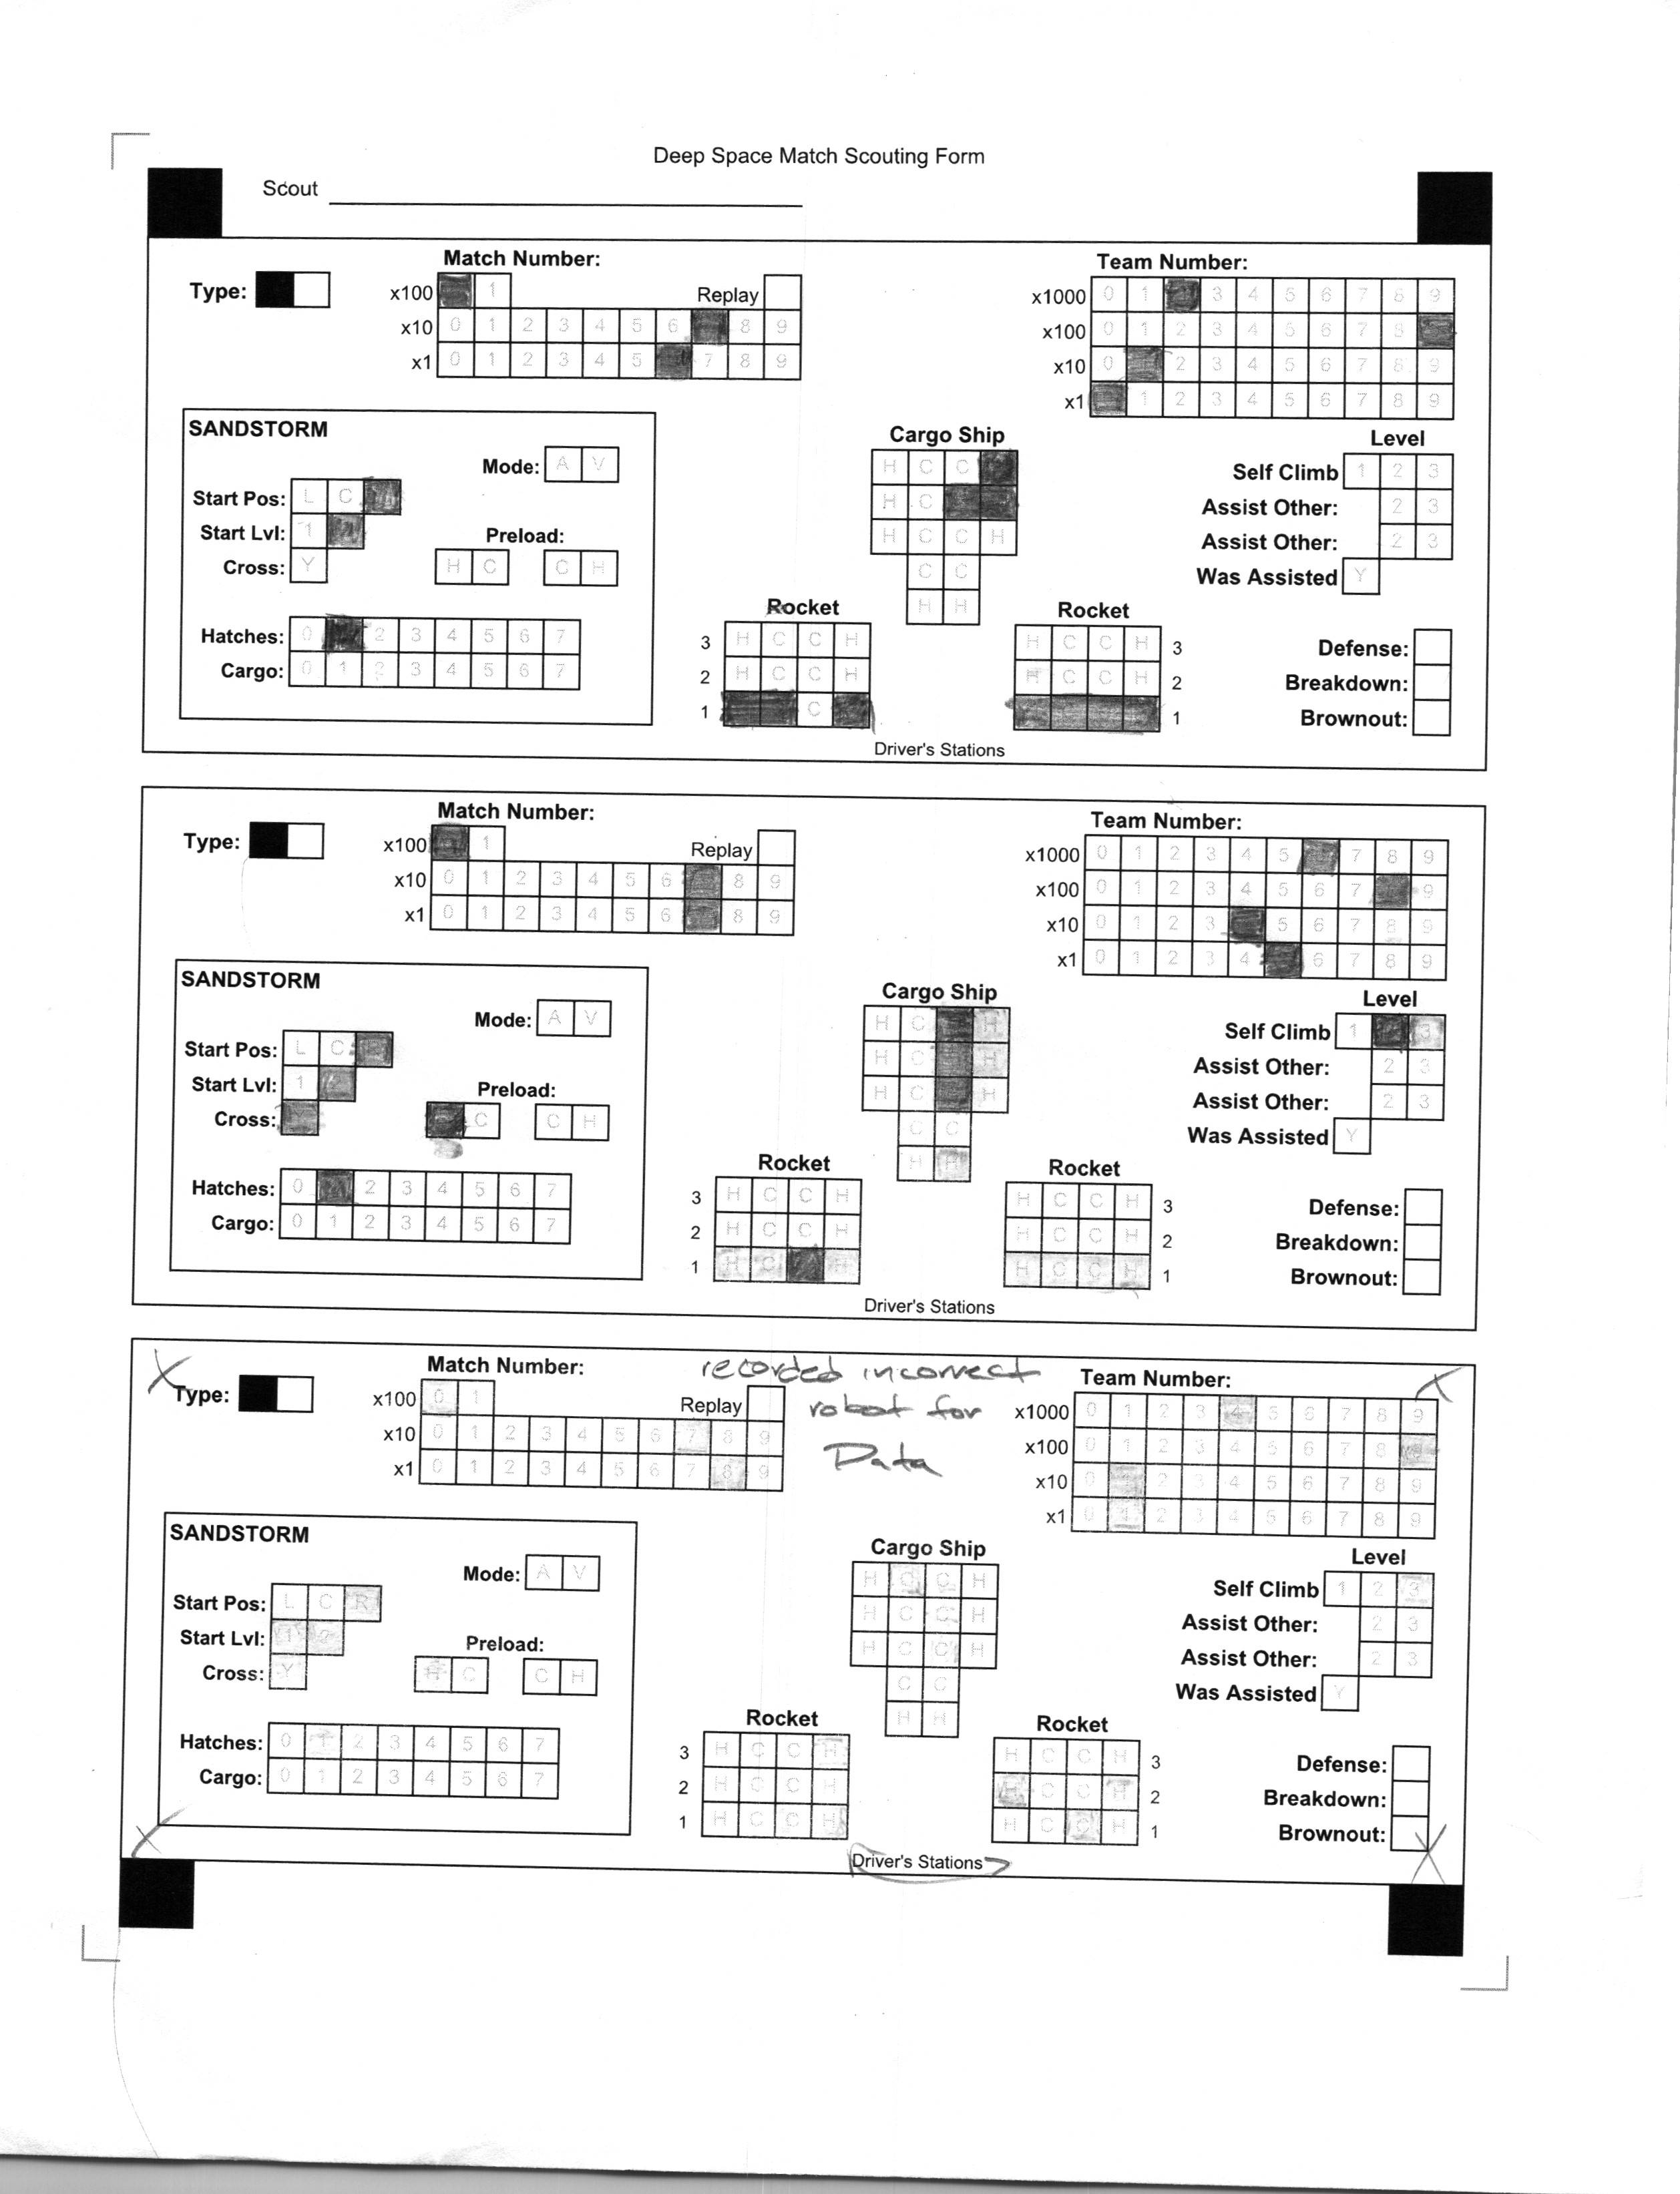 Deep Space Match Scouting Form
Scout
Match Number:
Team Number:
Type:
x100 1
Replay
x1000 0 1 3 4 5 6 7 8 9
x10 0 1 2 3 4 5 6 8 9
x100 0 1 2 3 4 5 6 7 8
x1 0 1 2 3 4 5 7 8 9
x10 0 2 3 4 5 6 7 8 9
x1 1 2 3 4 5 6 7 8 9
SANDSTORM
Mode: A V
Start Pos: L C
Start Lvl: 1
Preload:
Cross: Y
H C C H
Hatches: 0 2 3 4 5 6 7
Cargo: 0 1 2 3 4 5 6 7
Cargo Ship
H C C
H C
H C C H
C C
H H
Level
Self Climb 1 2 3
Assist Other: 2 3
Assist Other: 2 3
Was Assisted Y
Rocket
3 H C C H
2 H C C H
1 C
Rocket
H C C H 3
H C C H 2
1
Defense:
Breakdown:
Brownout:
Driver's Stations
Match Number:
Team Number:
Type:
x100 1
Replay
x1000 0 1 2 3 4 5 7 8 9
x10 0 1 2 3 4 5 6 8 9
x100 0 1 2 3 4 5 6 7 9
x1 0 1 2 3 4 5 6 8 9
x10 0 1 2 3 5 6 7 8 9
x1 0 1 2 3 4 6 7 8 9
SANDSTORM
Mode: A V
Start Pos: L C
Start Lvl: 1
Preload:
Cross:
C C H
Hatches: 0 2 3 4 5 6 7
Cargo: 0 1 2 3 4 5 6 7
Cargo Ship
H C H
H C H
H C H
C C
H H
Level
Self Climb 1 3
Assist Other: 2 3
Assist Other: 2 3
Was Assisted Y
Rocket
3 H C C H
2 H C C H
1 H C H
Rocket
H C C H 3
H C C H 2
H C C H 1
Defense:
Breakdown:
Brownout:
Driver's Stations
Match Number:
recorded incorrect
robot for
Data
Team Number:
Type:
x100 0 1
Replay
x1000 0 1 2 3 4 5 6 7 8 9
x10 0 1 2 3 4 5 6 7 8 9
x100 0 1 2 3 4 5 6 7 8 9
x1 0 1 2 3 4 5 6 7 8 9
x10 0 1 2 3 4 5 6 7 8 9
x1 0 1 2 3 4 5 6 7 8 9
SANDSTORM
Mode: A V
Start Pos: L C R
Start Lvl: 1 2
Preload:
Cross: Y
H C C H
Hatches: 0 1 2 3 4 5 6 7
Cargo: 0 1 2 3 4 5 6 7
Cargo Ship
H C C H
H C C H
H C C H
C C
H H
Level
Self Climb 1 2 3
Assist Other: 2 3
Assist Other: 2 3
Was Assisted Y
Rocket
3 H C C H
2 H C C H
1 H C C H
Rocket
H C C H 3
H C C H 2
H C C H 1
Defense:
Breakdown:
Brownout:
Driver's Stations